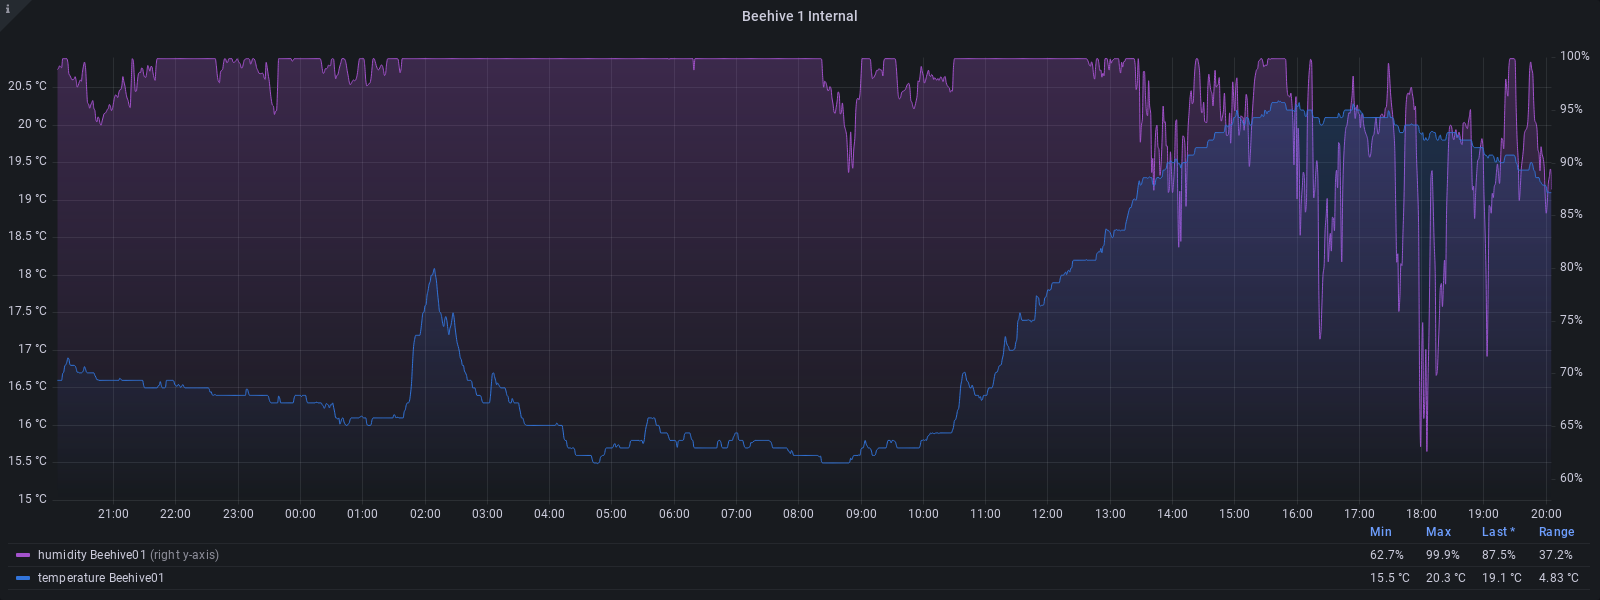 i
Beehive 1 Internal
100%
20.5 °C
95%
20 °C
19.5 °C
90%
19 °C
85%
18.5 °C
18 °C
80%
17.5 °C
75%
17 °C
16.5 °C
70%
16 °C
65%
15.5 °C
60%
15 °C
21:00 22:00 23:00 00:00 01:00 02:00 03:00 04:00 05:00 06:00 07:00 08:00 09:00 10:00 11:00 12:00 13:00 14:00 15:00 16:00 17:00 18:00 19:00 20:00
Min Max Last * Range
humidity Beehive01 (right y-axis) 62.7% 99.9% 87.5% 37.2%
temperature Beehive01 15.5 °C 20.3 °C 19.1 °C 4.83 °C